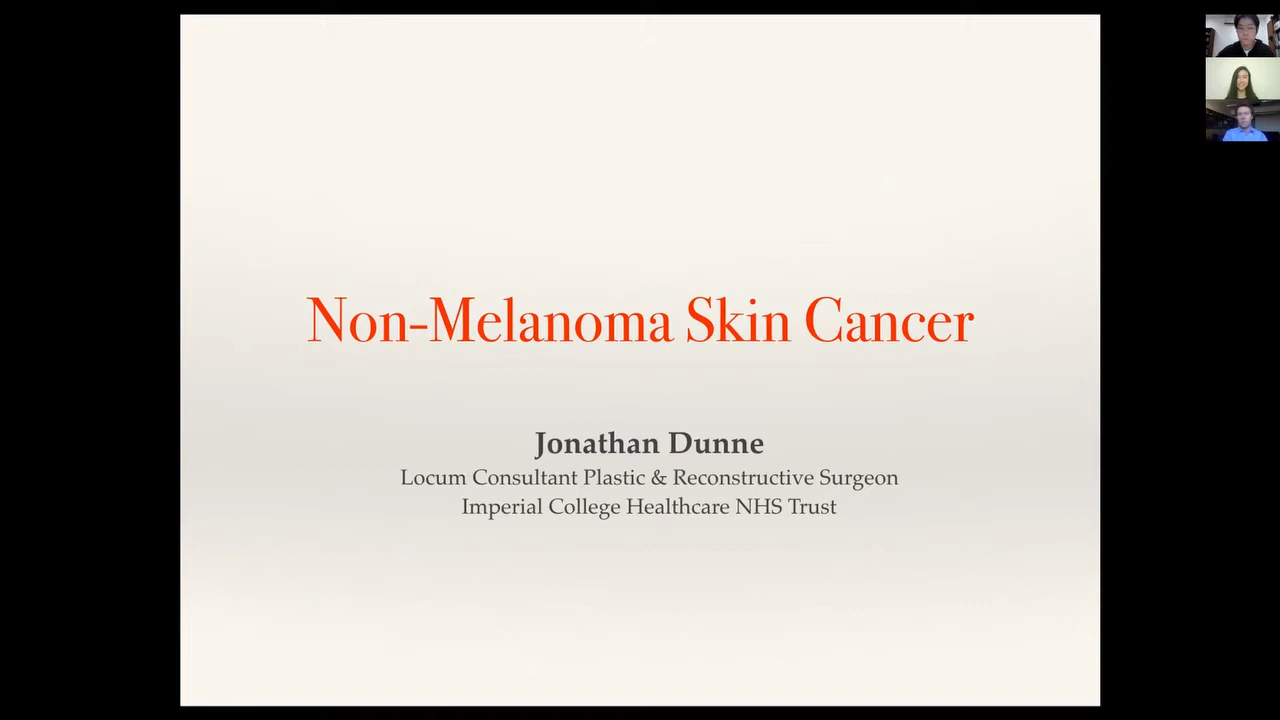 Non-Melanoma Skin Cancer
Jonathan Dunne
Locum Consultant Plastic & Reconstructive Surgeon
Imperial College Healthcare NHS Trust